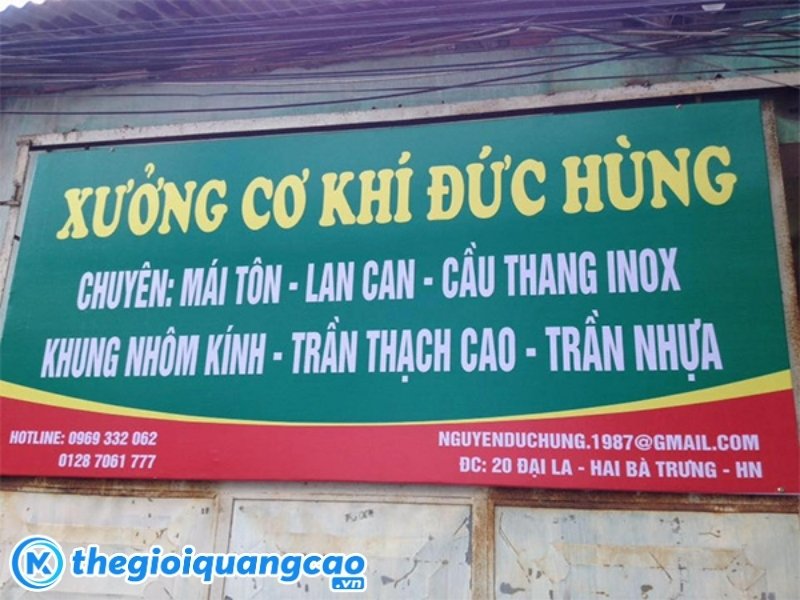 XƯỞNG CƠ KHÍ ĐỨC HÙNG
CHUYÊN: MÁI TÔN - LAN CAN - CẦU THANG INOX
KHUNG NHÔM KÍNH - TRẦN THẠCH CAO - TRẦN NHỰA
HOTLINE: 0969 332 062
0128 7061 777
NGUYENDUCHUNG.1987@GMAIL.COM
ĐC: 20 ĐẠI LA - HAI BÀ TRƯNG - HN
thegioiquangcao
.vn